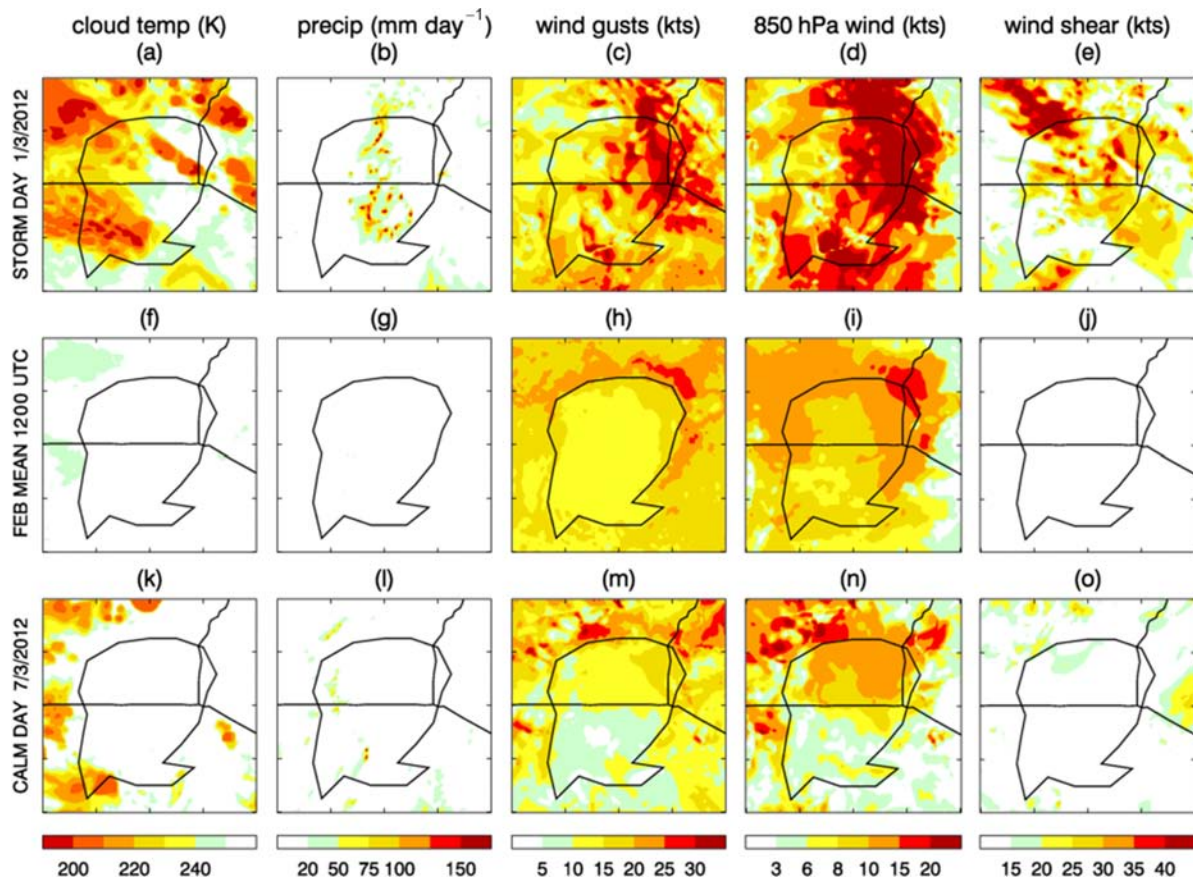 cloud temp (K) precip (mm day⁻¹) wind gusts (kts) 850 hPa wind (kts) wind shear (kts)
(a) (b) (c) (d) (e)
STORM DAY 1/3/2012
(f) (g) (h) (i) (j)
FEB MEAN 1200 UTC
(k) (l) (m) (n) (o)
CALM DAY 7/3/2012
200 210 220 240 20 50 75 100 150 5 10 15 20 25 30 35 3 6 8 10 15 20 15 20 25 30 35 40